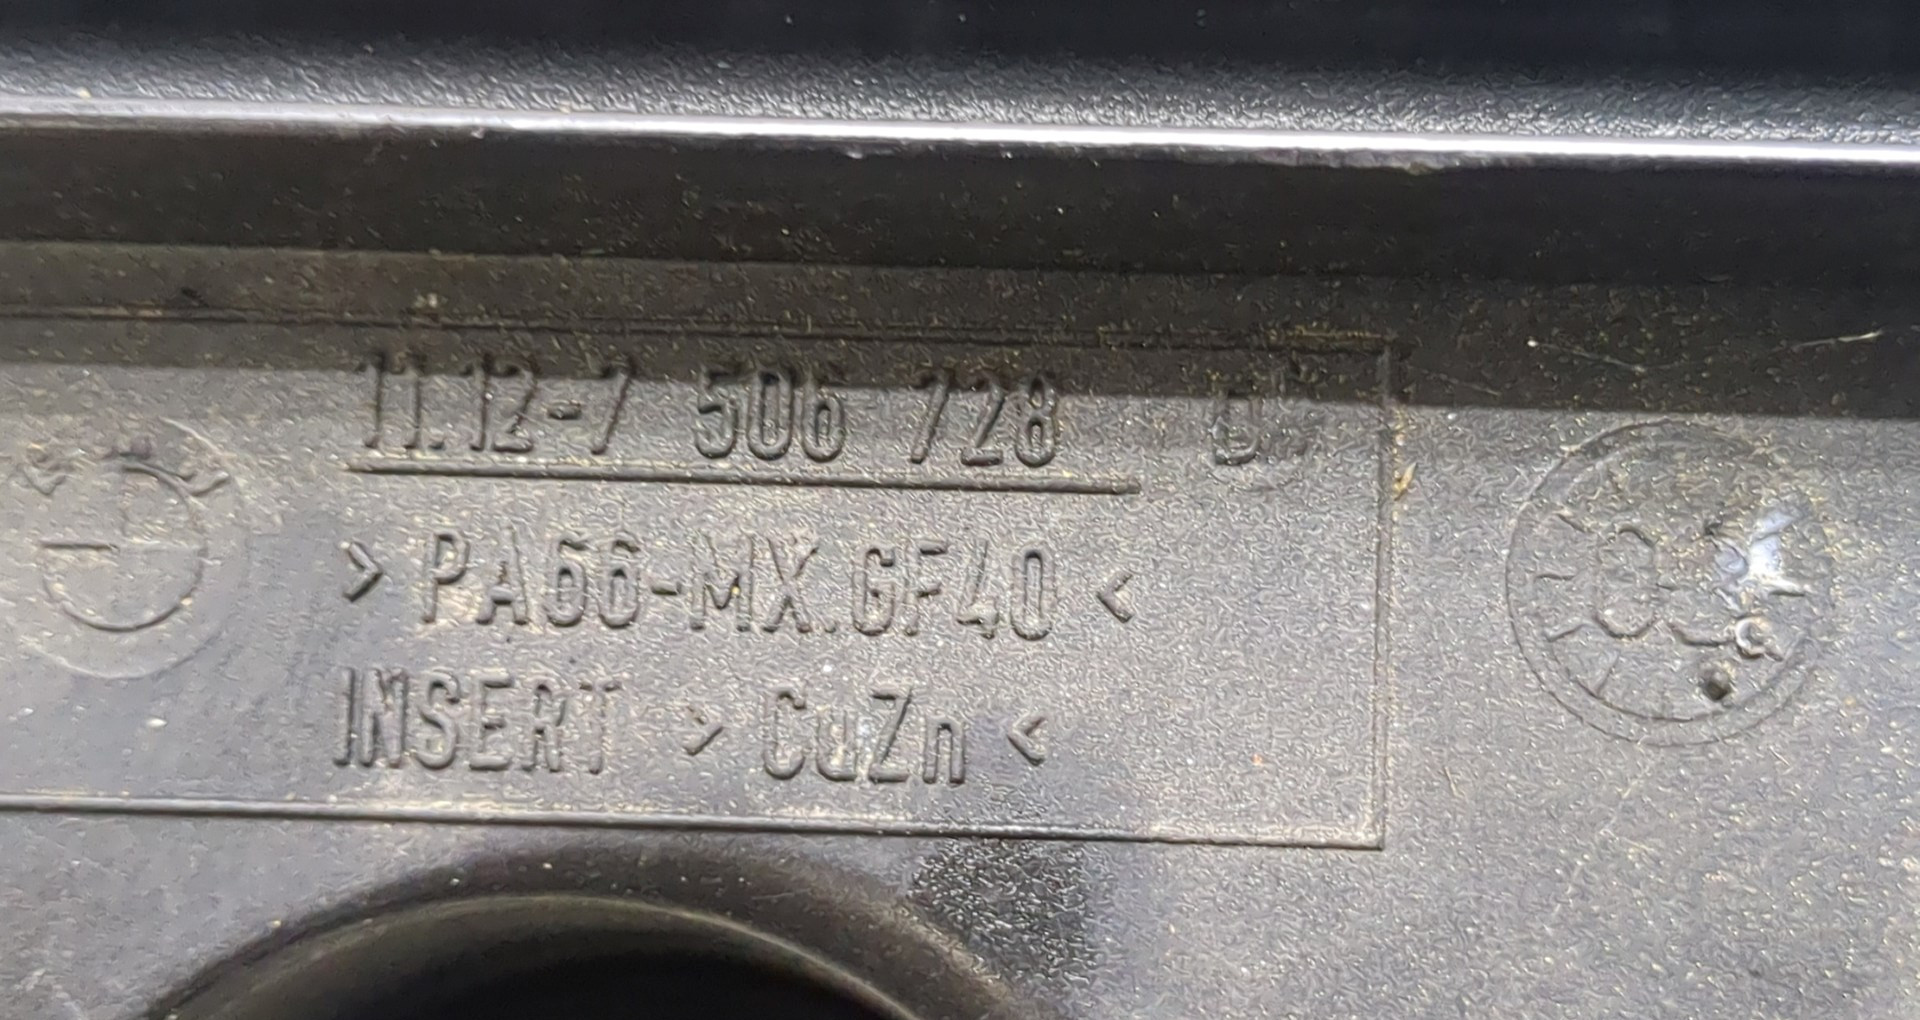 11.12-7 506 728
>PA66-MX.GF40<
INSERT >CuZn<